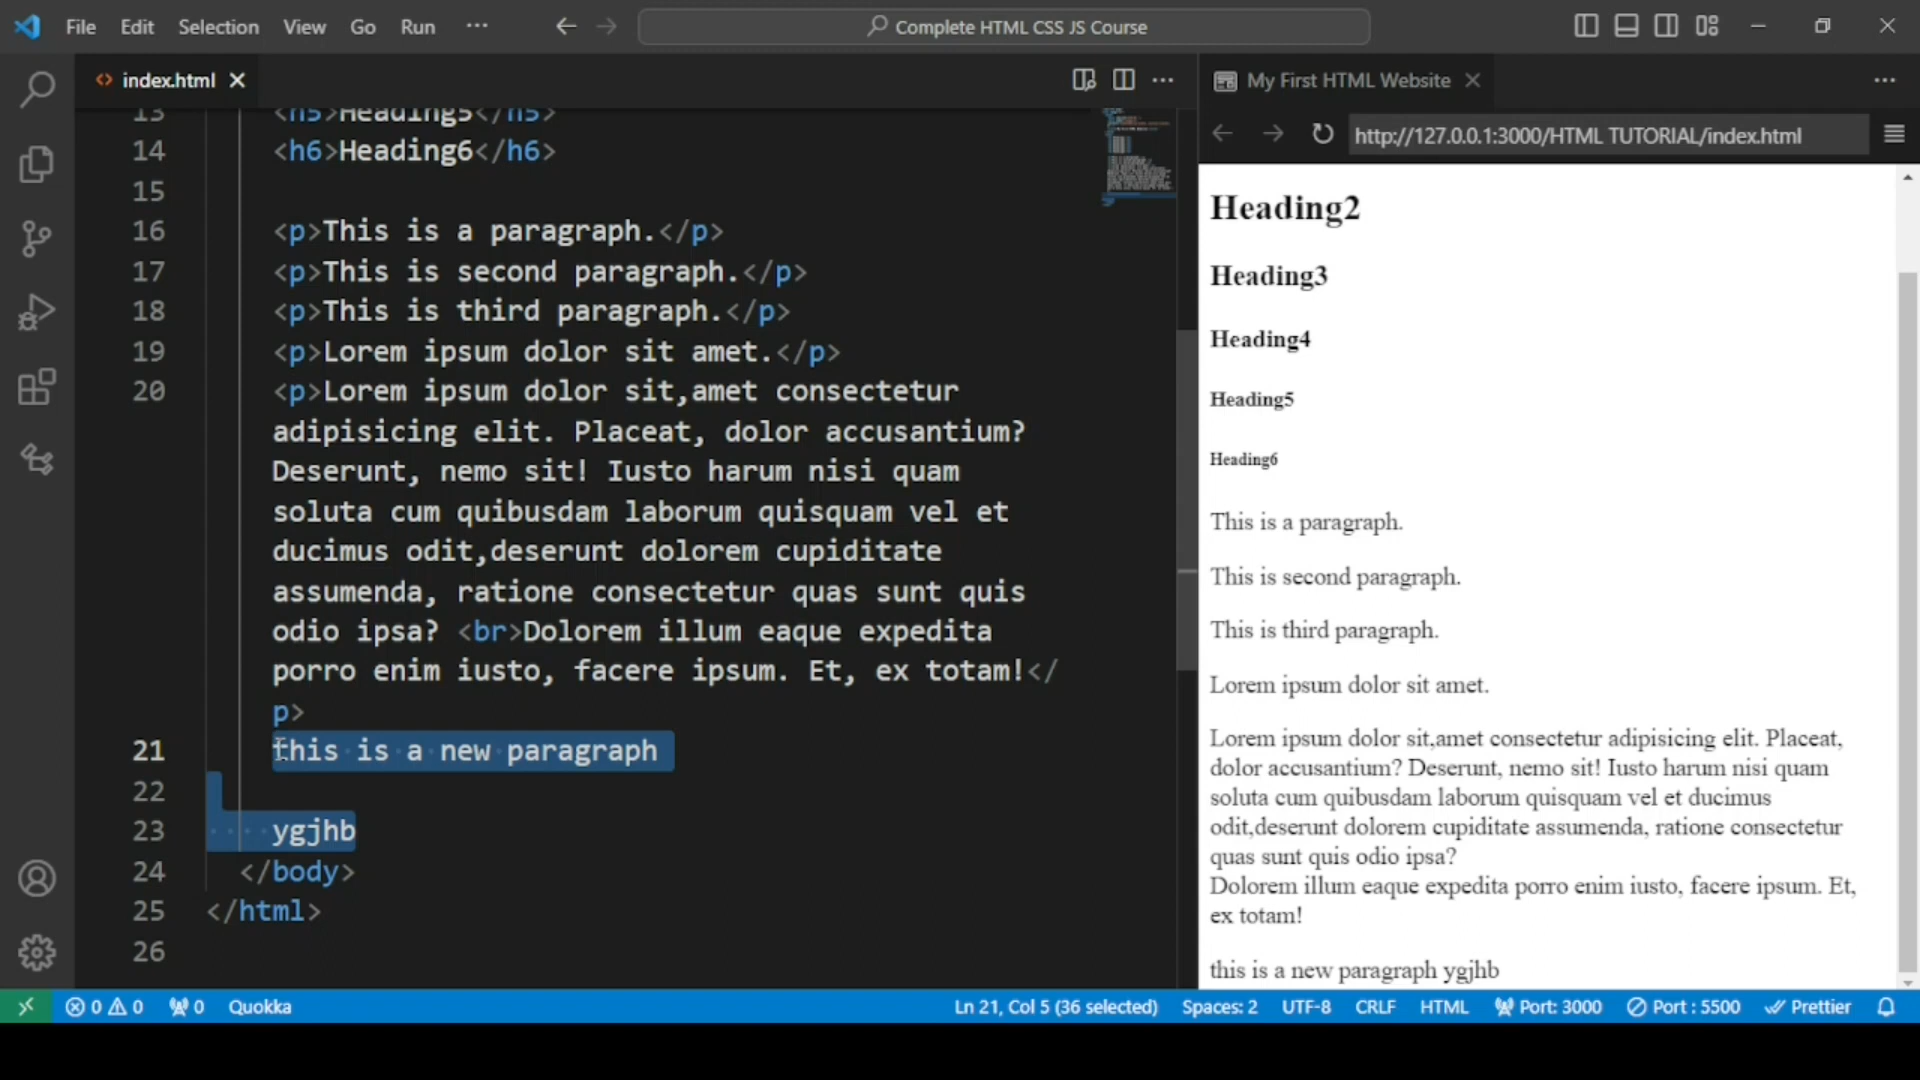 File Edit Selection View Go Run ··· Complete HTML CSS JS Course
index.html
13 <h5>Heading5</h5>
14 <h6>Heading6</h6>
15
16 <p>This is a paragraph.</p>
17 <p>This is second paragraph.</p>
18 <p>This is third paragraph.</p>
19 <p>Lorem ipsum dolor sit amet.</p>
20 <p>Lorem ipsum dolor sit,amet consectetur
adipisicing elit. Placeat, dolor accusantium?
Deserunt, nemo sit! Iusto harum nisi quam
soluta cum quibusdam laborum quisquam vel et
ducimus odit,deserunt dolorem cupiditate
assumenda, ratione consectetur quas sunt quis
odio ipsa? <br>Dolorem illum eaque expedita
porro enim iusto, facere ipsum. Et, ex totam!</
p>
21 this is a new paragraph
22
23 ygjhb
24 </body>
25 </html>
26
My First HTML Website
http://127.0.0.1:3000/HTML TUTORIAL/index.html
Heading2
Heading3
Heading4
Heading5
Heading6
This is a paragraph.
This is second paragraph.
This is third paragraph.
Lorem ipsum dolor sit amet.
Lorem ipsum dolor sit,amet consectetur adipisicing elit. Placeat,
dolor accusantium? Deserunt, nemo sit! Iusto harum nisi quam
soluta cum quibusdam laborum quisquam vel et ducimus
odit,deserunt dolorem cupiditate assumenda, ratione consectetur
quas sunt quis odio ipsa?
Dolorem illum eaque expedita porro enim iusto, facere ipsum. Et,
ex totam!
this is a new paragraph ygjhb
0 0 0 Quokka Ln 21, Col 5 (36 selected) Spaces: 2 UTF-8 CRLF HTML Port: 3000 Port : 5500 Prettier